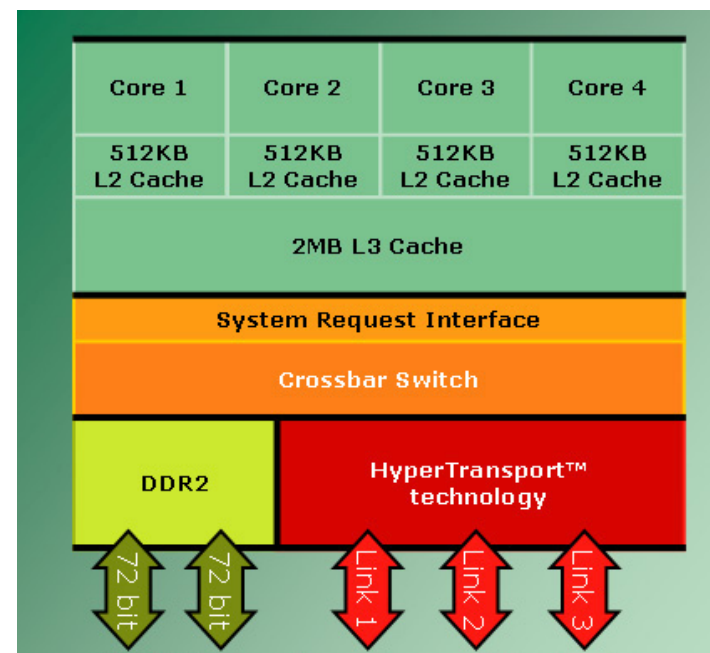 Core 1
Core 2
Core 3
Core 4
512KB
L2 Cache
512KB
L2 Cache
512KB
L2 Cache
512KB
L2 Cache
2MB L3 Cache
System Request Interface
Crossbar Switch
DDR2
HyperTransport™
technology
72 bit
72 bit
Link 1
Link 2
Link 3